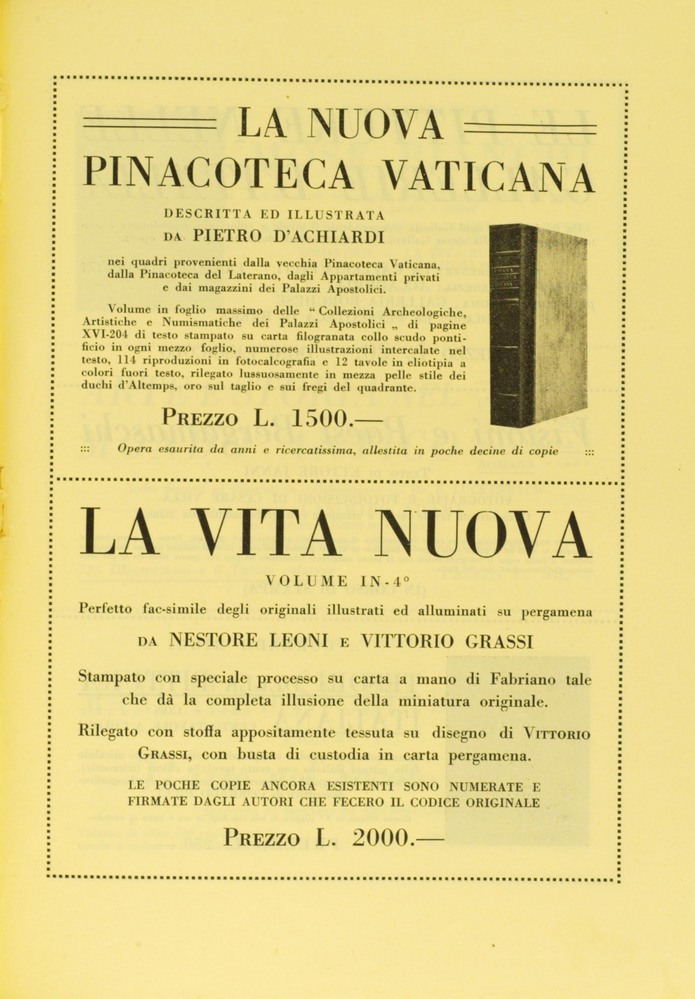 LA NUOVA
PINACOTECA VATICANA
DESCRITTA ED ILLUSTRATA
DA PIETRO D'ACHIARDI
nei quadri provenienti dalla vecchia Pinacoteca Vaticana,
dalla Pinacoteca del Laterano, dagli Appartamenti privati
e dai magazzini dei Palazzi Apostolici.
Volume in foglio massimo delle “ Collezioni Archeologiche,
Artistiche e Numismatiche dei Palazzi Apostolici „ di pagine
XVI-204 di testo stampato su carta filogranata collo scudo ponti-
ficio in ogni mezzo foglio, numerose illustrazioni intercalate nel
testo, 114 riproduzioni in fotocalcografia e 12 tavole in eliotipia a
colori fuori testo, rilegato lussuosamente in mezza pelle stile dei
duchi d'Altemps, oro sul taglio e sui fregi del quadrante.
PREZZO L. 1500.—
::: Opera esaurita da anni e ricercatissima, allestita in poche decine di copie :::
LA VITA NUOVA
VOLUME IN-4°
Perfetto fac-simile degli originali illustrati ed alluminati su pergamena
DA NESTORE LEONI E VITTORIO GRASSI
Stampato con speciale processo su carta a mano di Fabriano tale
che dà la completa illusione della miniatura originale.
Rilegato con stoffa appositamente tessuta su disegno di VITTORIO
GRASSI, con busta di custodia in carta pergamena.
LE POCHE COPIE ANCORA ESISTENTI SONO NUMERATE E
FIRMATE DAGLI AUTORI CHE FECERO IL CODICE ORIGINALE
PREZZO L. 2000.—